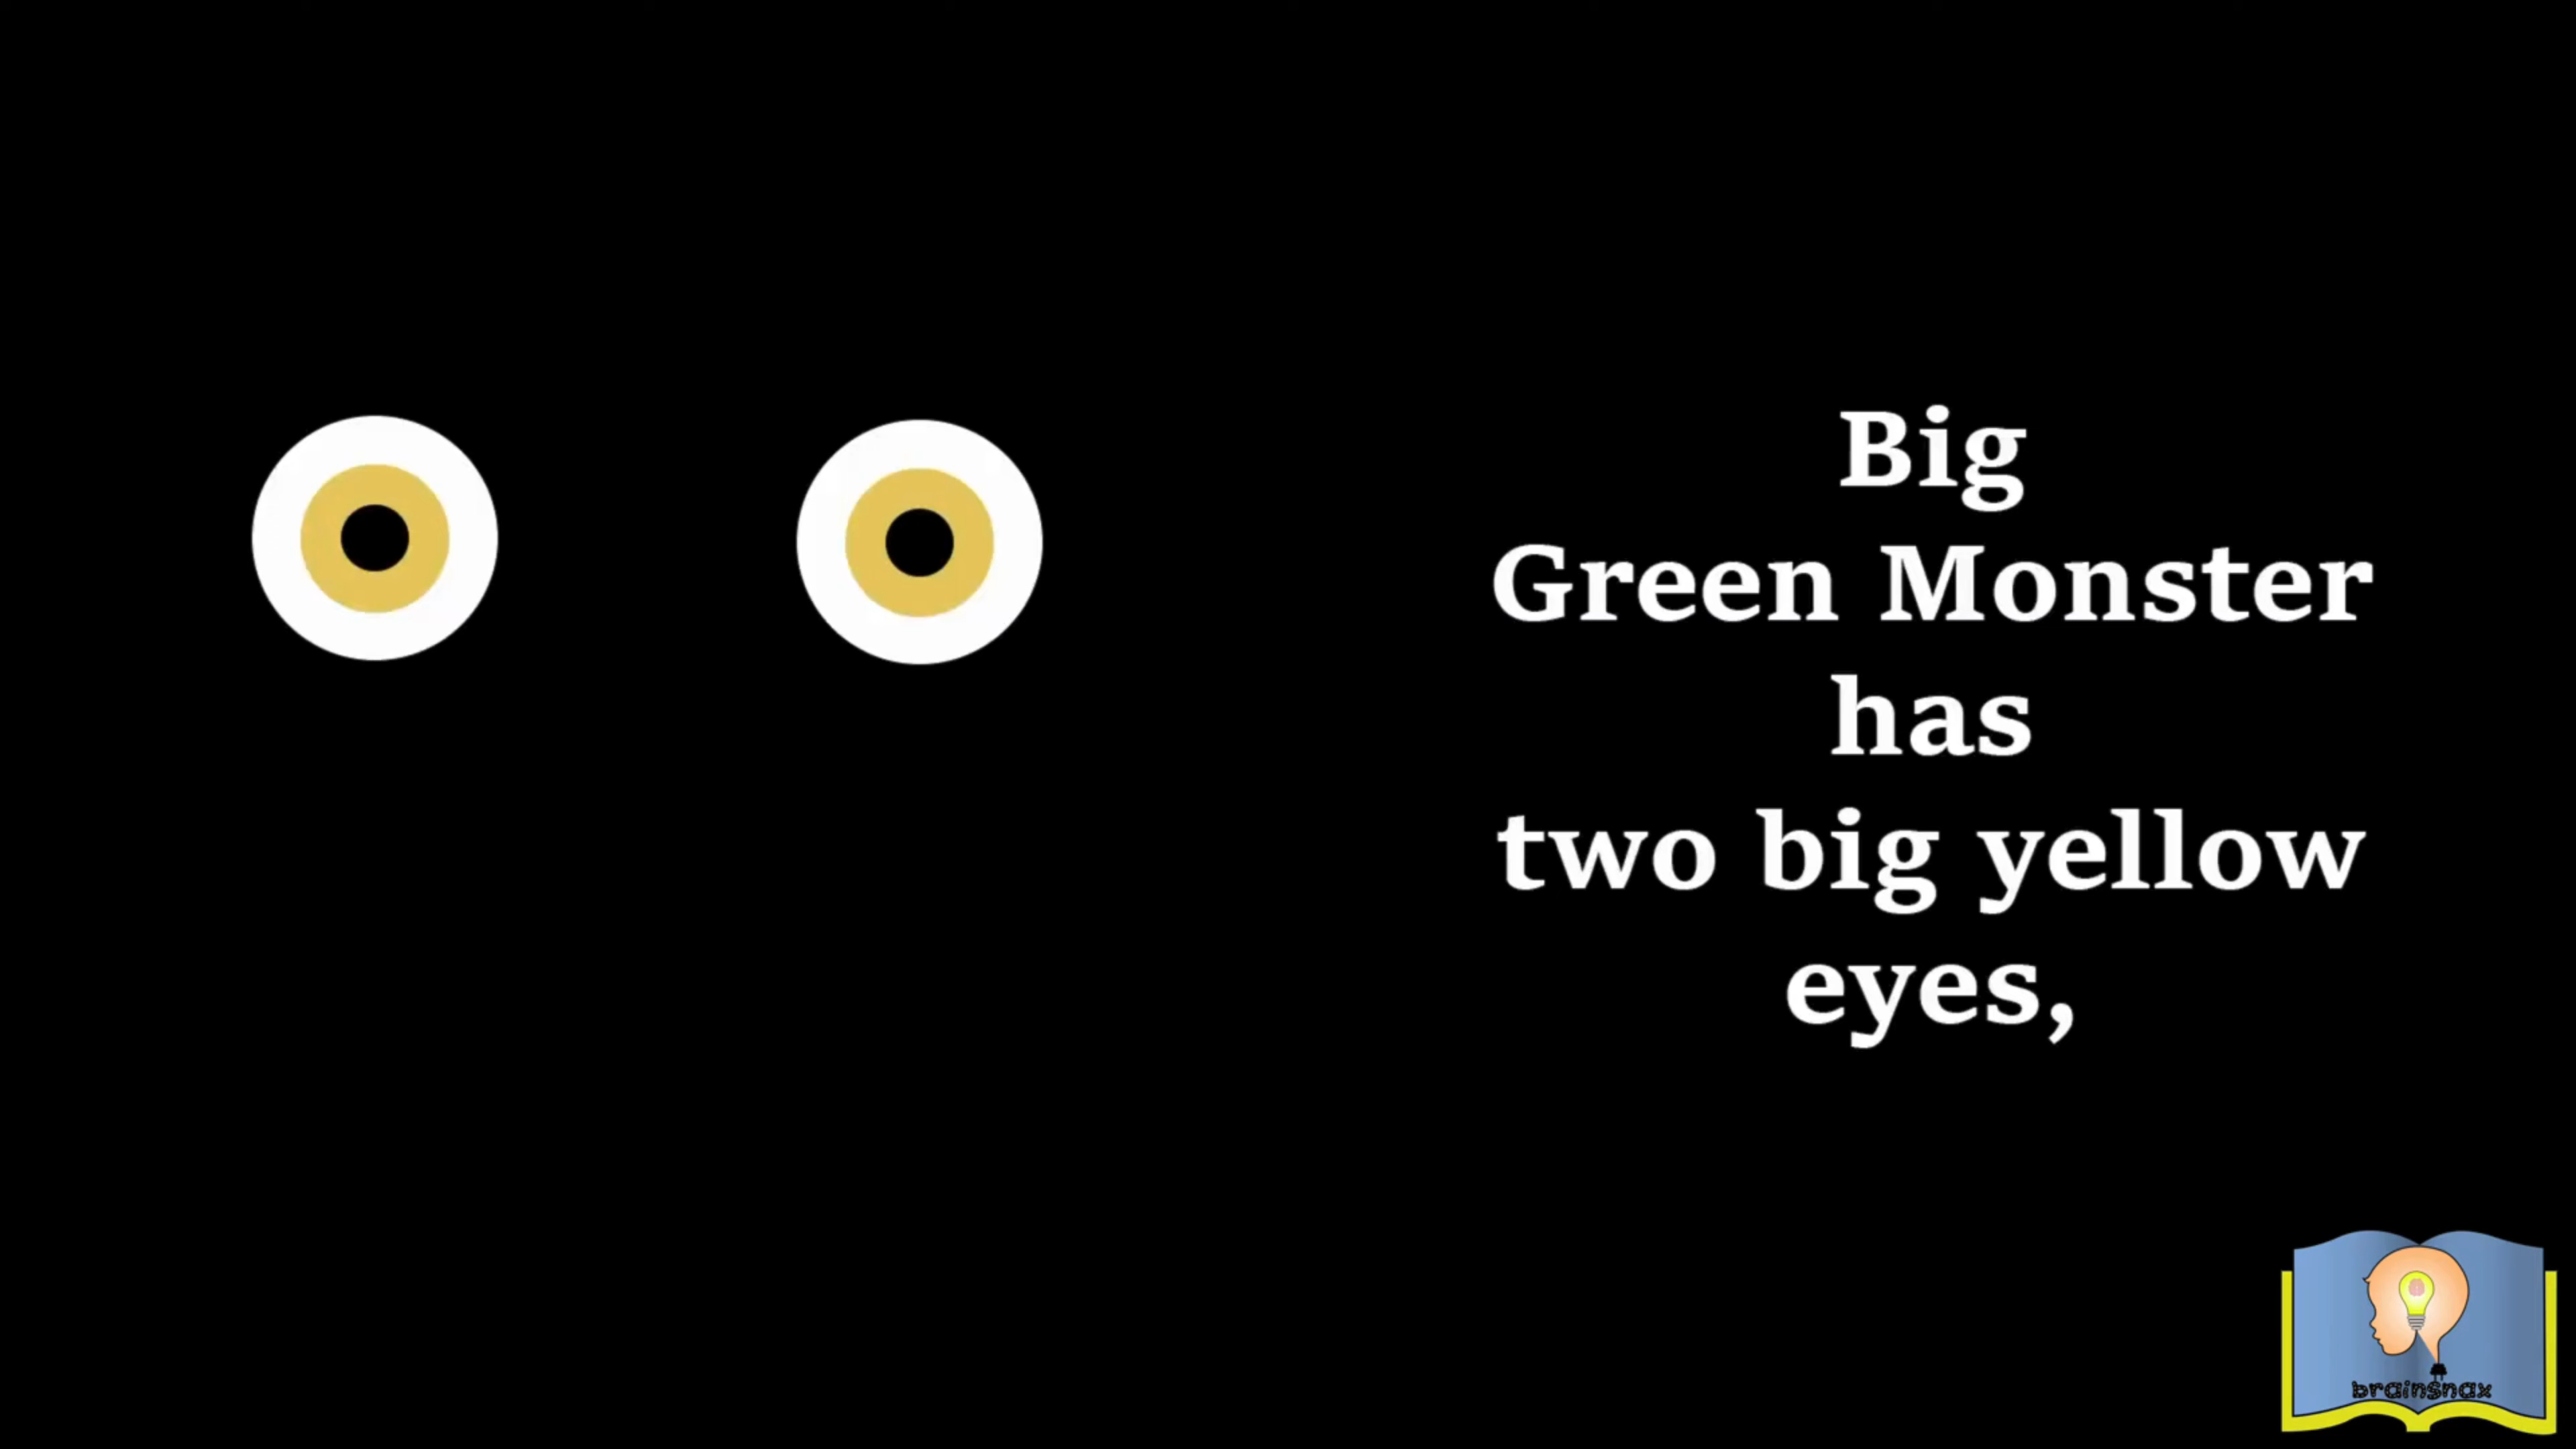 Big
Green Monster
has
two big yellow
eyes,
brainsnax